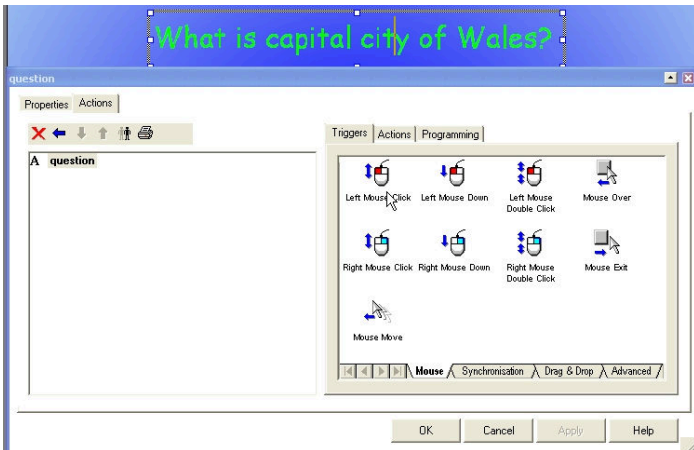 What is capital city of Wales?
question
Properties Actions
Triggers Actions Programming
A question
Left Mouse Click Left Mouse Down Left Mouse Double Click Mouse Over
Right Mouse Click Right Mouse Down Right Mouse Double Click Mouse Exit
Mouse Move
Mouse Synchronisation Drag & Drop Advanced
OK Cancel Apply Help